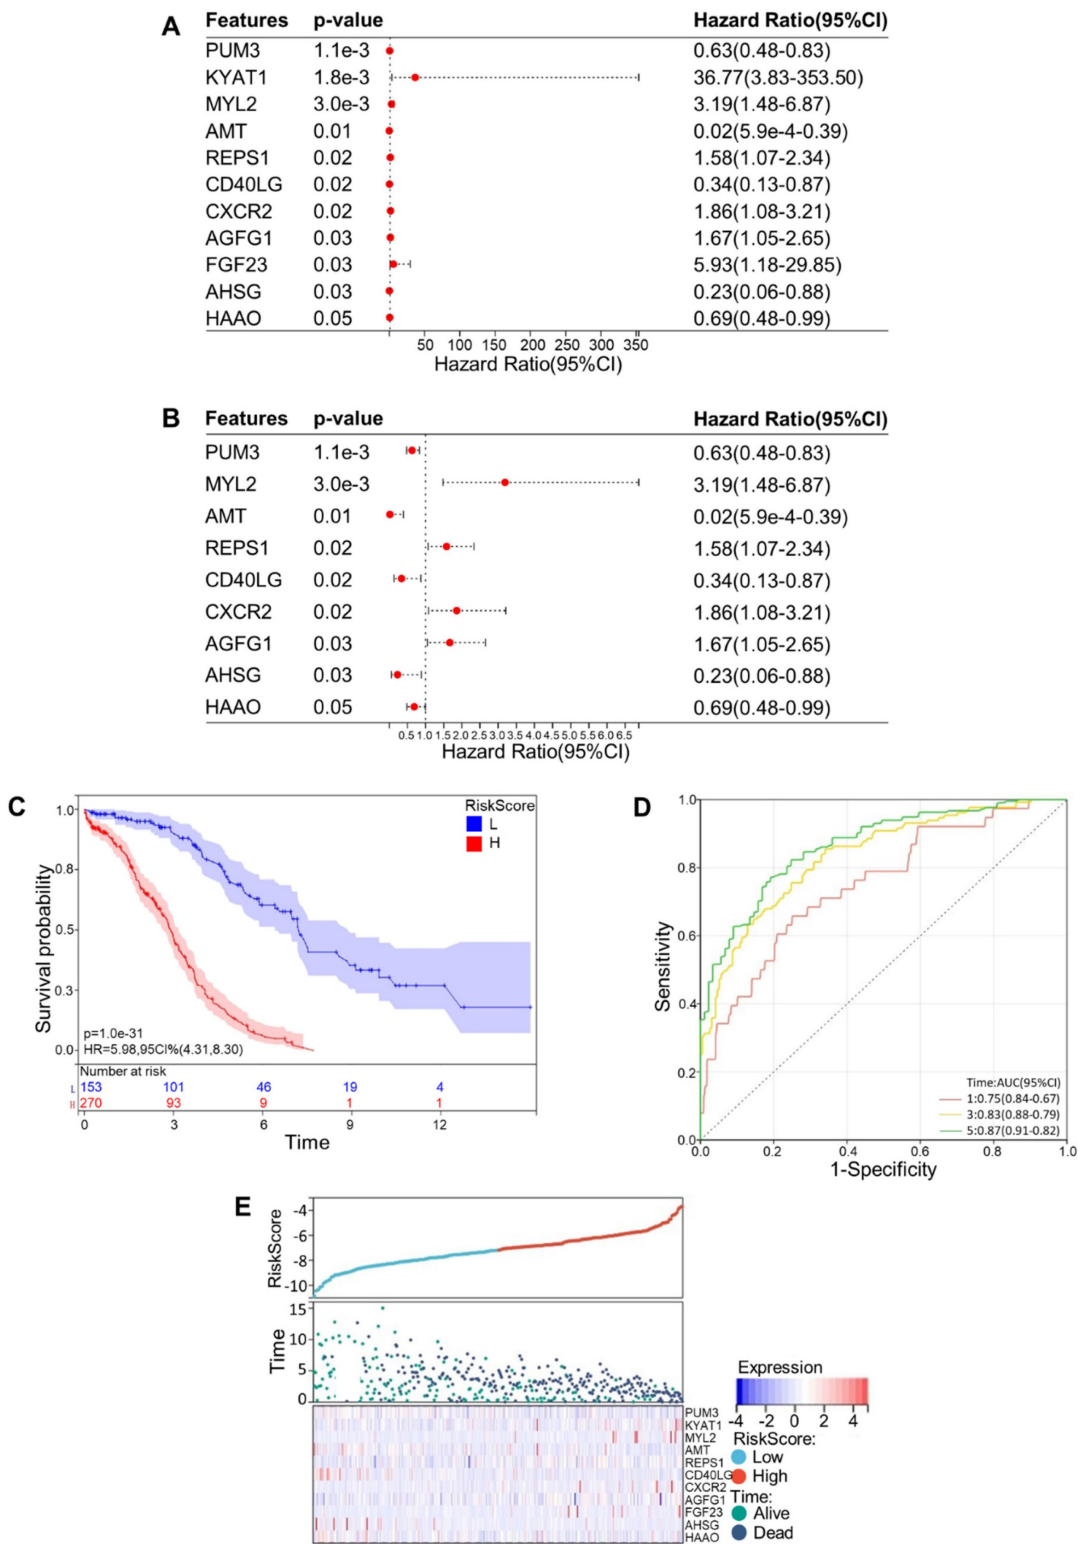 A
Features p-value Hazard Ratio(95%CI)
PUM3 1.1e-3 0.63(0.48-0.83)
KYAT1 1.8e-3 36.77(3.83-353.50)
MYL2 3.0e-3 3.19(1.48-6.87)
AMT 0.01 0.02(5.9e-4-0.39)
REPS1 0.02 1.58(1.07-2.34)
CD40LG 0.02 0.34(0.13-0.87)
CXCR2 0.02 1.86(1.08-3.21)
AGFG1 0.03 1.67(1.05-2.65)
FGF23 0.03 5.93(1.18-29.85)
AHSG 0.03 0.23(0.06-0.88)
HAAO 0.05 0.69(0.48-0.99)
50 100 150 200 250 300 350
Hazard Ratio(95%CI)
B
Features p-value Hazard Ratio(95%CI)
PUM3 1.1e-3 0.63(0.48-0.83)
MYL2 3.0e-3 3.19(1.48-6.87)
AMT 0.01 0.02(5.9e-4-0.39)
REPS1 0.02 1.58(1.07-2.34)
CD40LG 0.02 0.34(0.13-0.87)
CXCR2 0.02 1.86(1.08-3.21)
AGFG1 0.03 1.67(1.05-2.65)
AHSG 0.03 0.23(0.06-0.88)
HAAO 0.05 0.69(0.48-0.99)
0.5 1.0 1.5 2.0 2.5 3.0 3.5 4.0 4.5 5.0 5.5 6.0 6.5
Hazard Ratio(95%CI)
C
RiskScore
L
H
1.0
0.8
0.5
0.3
0.0
Survival probability
p=1.0e-31
HR=5.98,95CI%(4.31,8.30)
Number at risk
L 153 101 46 19 4
H 270 93 9 1 1
0 3 6 9 12
Time
D
1.0
0.8
0.6
0.4
0.2
0.0
Sensitivity
Time:AUC(95%CI)
1:0.75(0.84-0.67)
3:0.83(0.88-0.79)
5:0.87(0.91-0.82)
0.0 0.2 0.4 0.6 0.8 1.0
1-Specificity
E
-4
-6
-8
-10
RiskScore
15
10
5
0
Time
PUM3
KYAT1
MYL2
AMT
REPS1
CD40LG
CXCR2
AGFG1
FGF23
AHSG
HAAO
Expression
-4 -2 0 2 4
RiskScore:
Low
High
Time:
Alive
Dead